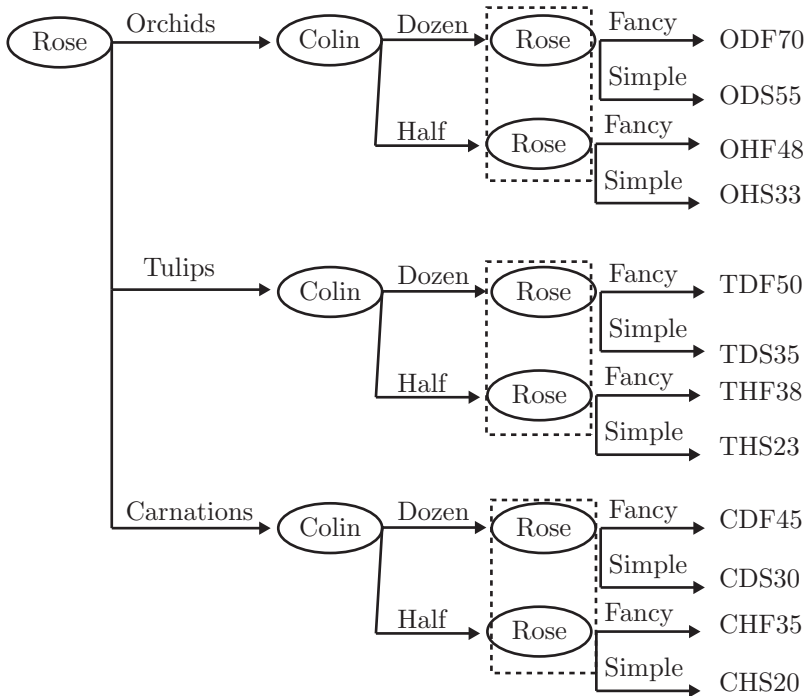 Rose Orchids Colin Dozen Rose Fancy ODF70
Simple ODS55
Half Rose Fancy OHF48
Simple OHS33
Tulips Colin Dozen Rose Fancy TDF50
Simple TDS35
Half Rose Fancy THF38
Simple THS23
Carnations Colin Dozen Rose Fancy CDF45
Simple CDS30
Half Rose Fancy CHF35
Simple CHS20